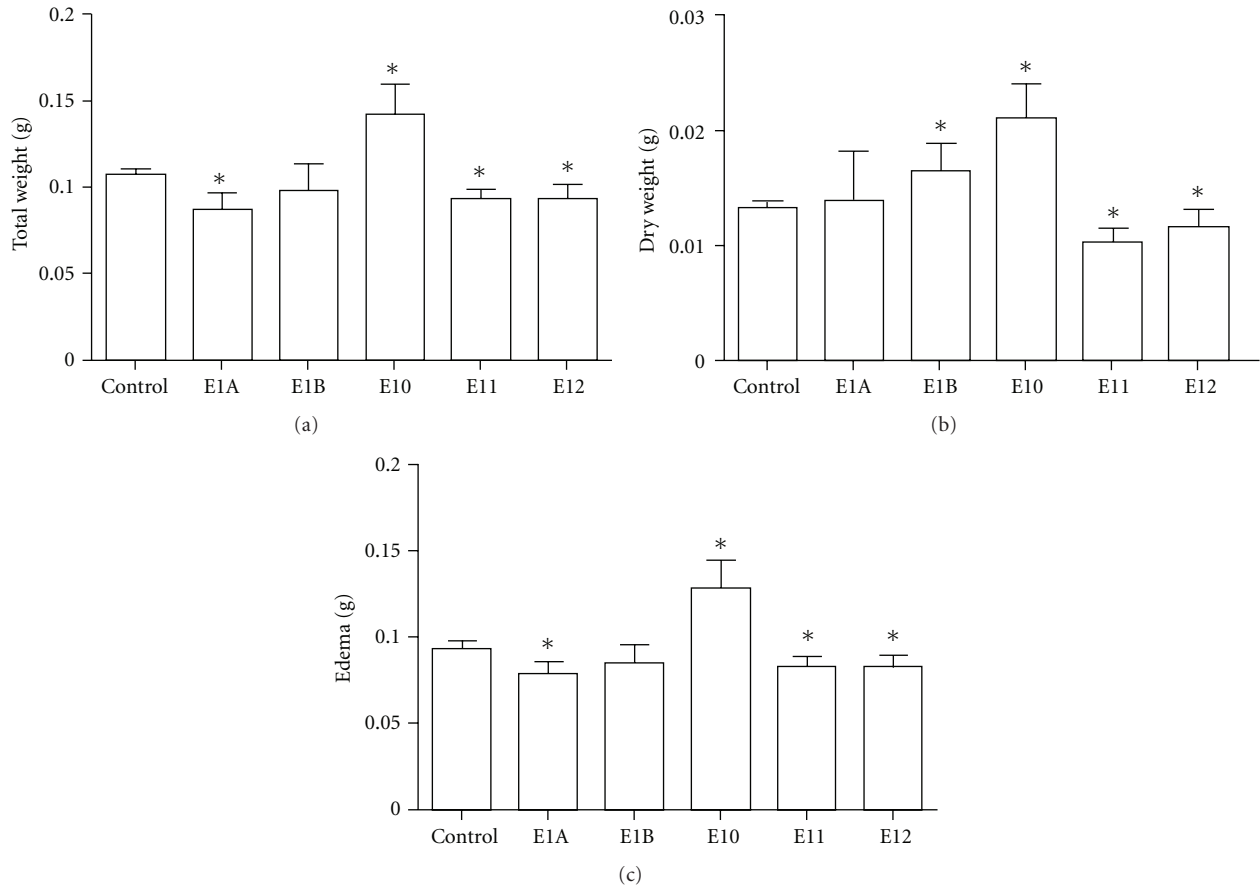 0.2
0.15
0.1
0.05
0
Total weight (g)
* * * *
Control E1A E1B E10 E11 E12
(a)
0.03
0.02
0.01
0
Dry weight (g)
* * * *
Control E1A E1B E10 E11 E12
(b)
0.2
0.15
0.1
0.05
0
Edema (g)
* * * *
Control E1A E1B E10 E11 E12
(c)